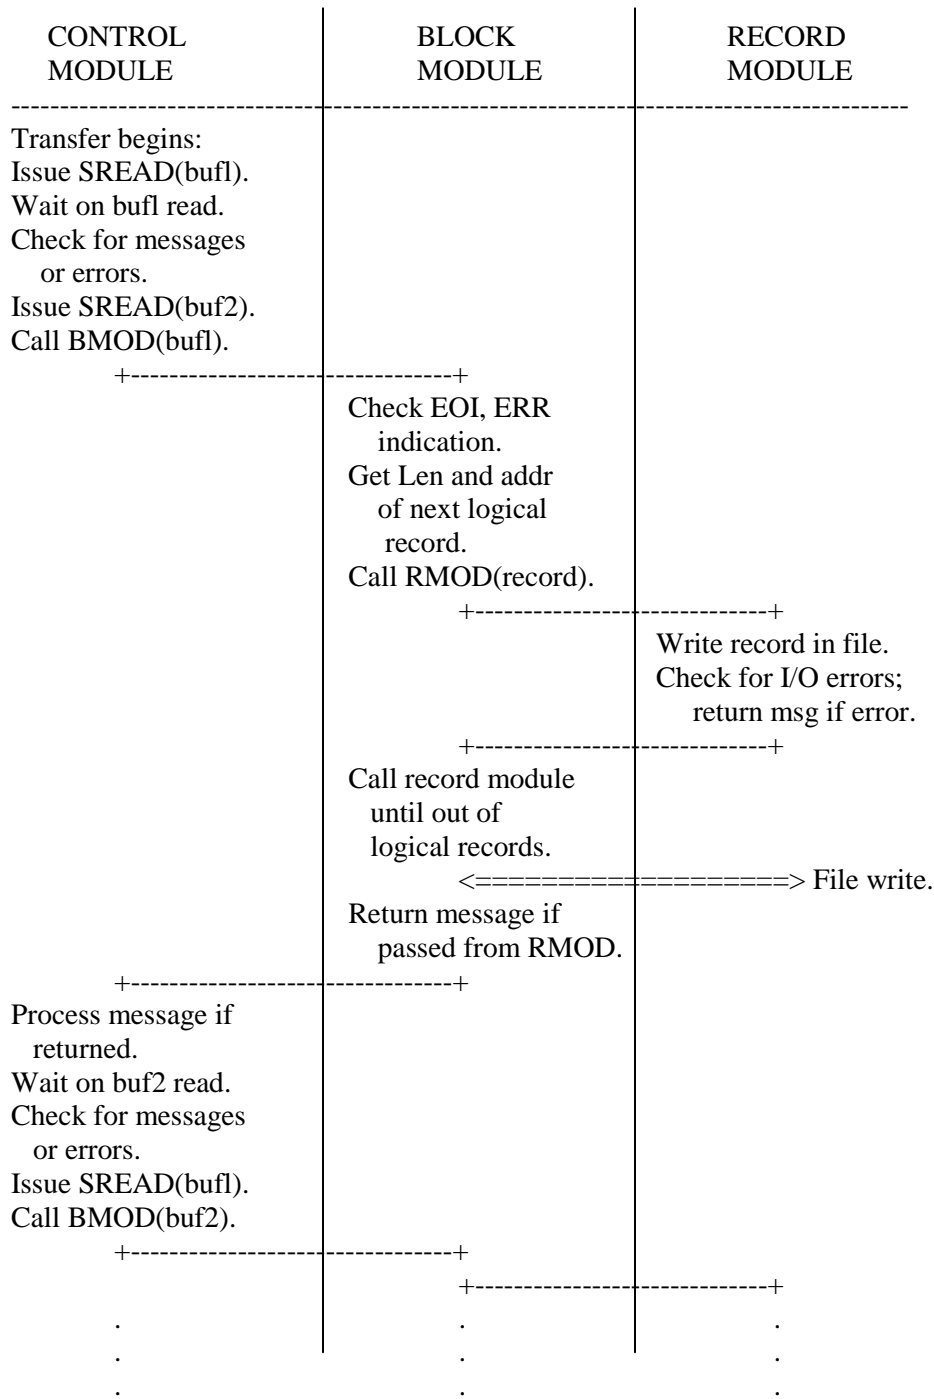 CONTROL BLOCK RECORD
MODULE MODULE MODULE
--------------------------------------------------------------------------------------------
Transfer begins:
Issue SREAD(bufl).
Wait on bufl read.
Check for messages
or errors.
Issue SREAD(buf2).
Call BMOD(bufl).
+---------------------------------+
Check EOI, ERR
indication.
Get Len and addr
of next logical
record.
Call RMOD(record).
+------------------------------+
Write record in file.
Check for I/O errors;
return msg if error.
+------------------------------+
Call record module
until out of
logical records.
<====================> File write.
Return message if
passed from RMOD.
+---------------------------------+
Process message if
returned.
Wait on buf2 read.
Check for messages
or errors.
Issue SREAD(bufl).
Call BMOD(buf2).
+---------------------------------+
+------------------------------+
. . .
. . .
. . .